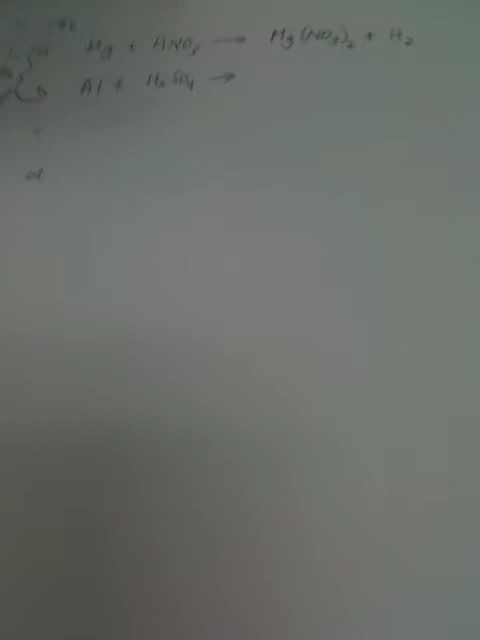 Mg + HNO₃ → Mg(NO₃)₂ + H₂
Al + H₂SO₄ →